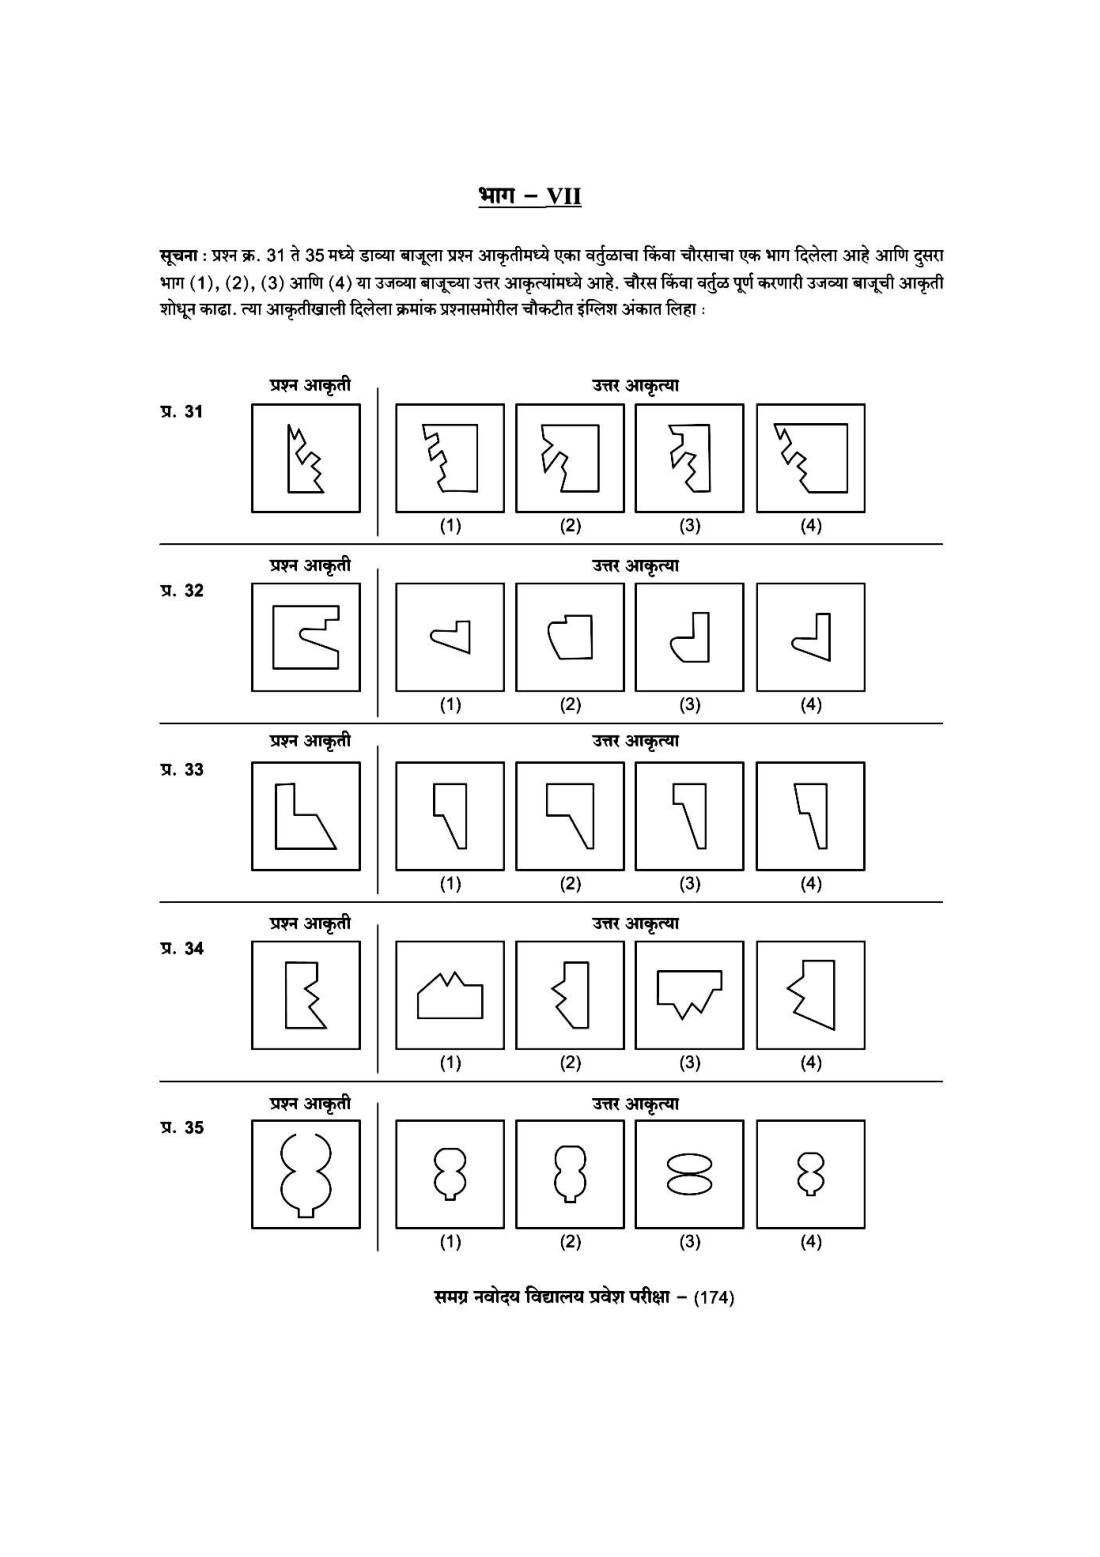 भाग – VII
सूचना : प्रश्न क्र. 31 ते 35 मध्ये डाव्या बाजूला प्रश्न आकृतीमध्ये एका वर्तुळाचा किंवा चौरसाचा एक भाग दिलेला आहे आणि दुसरा
भाग (1), (2), (3) आणि (4) या उजव्या बाजूच्या उत्तर आकृत्यांमध्ये आहे. चौरस किंवा वर्तुळ पूर्ण करणारी उजव्या बाजूची आकृती
शोधून काढा. त्या आकृतीखाली दिलेला क्रमांक प्रश्नासमोरील चौकटीत इंग्लिश अंकात लिहा :
प्रश्न आकृती उत्तर आकृत्या
प्र. 31
(1) (2) (3) (4)
प्रश्न आकृती उत्तर आकृत्या
प्र. 32
(1) (2) (3) (4)
प्रश्न आकृती उत्तर आकृत्या
प्र. 33
(1) (2) (3) (4)
प्रश्न आकृती उत्तर आकृत्या
प्र. 34
(1) (2) (3) (4)
प्रश्न आकृती उत्तर आकृत्या
प्र. 35
(1) (2) (3) (4)
समग्र नवोदय विद्यालय प्रवेश परीक्षा – (174)